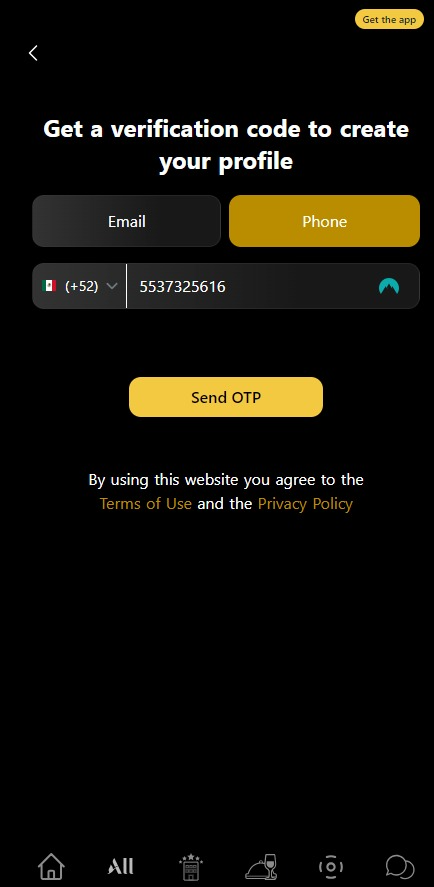 Get the app
Get a verification code to create
your profile
Email
Phone
(+52)
5537325616
Send OTP
By using this website you agree to the
Terms of Use and the Privacy Policy
All